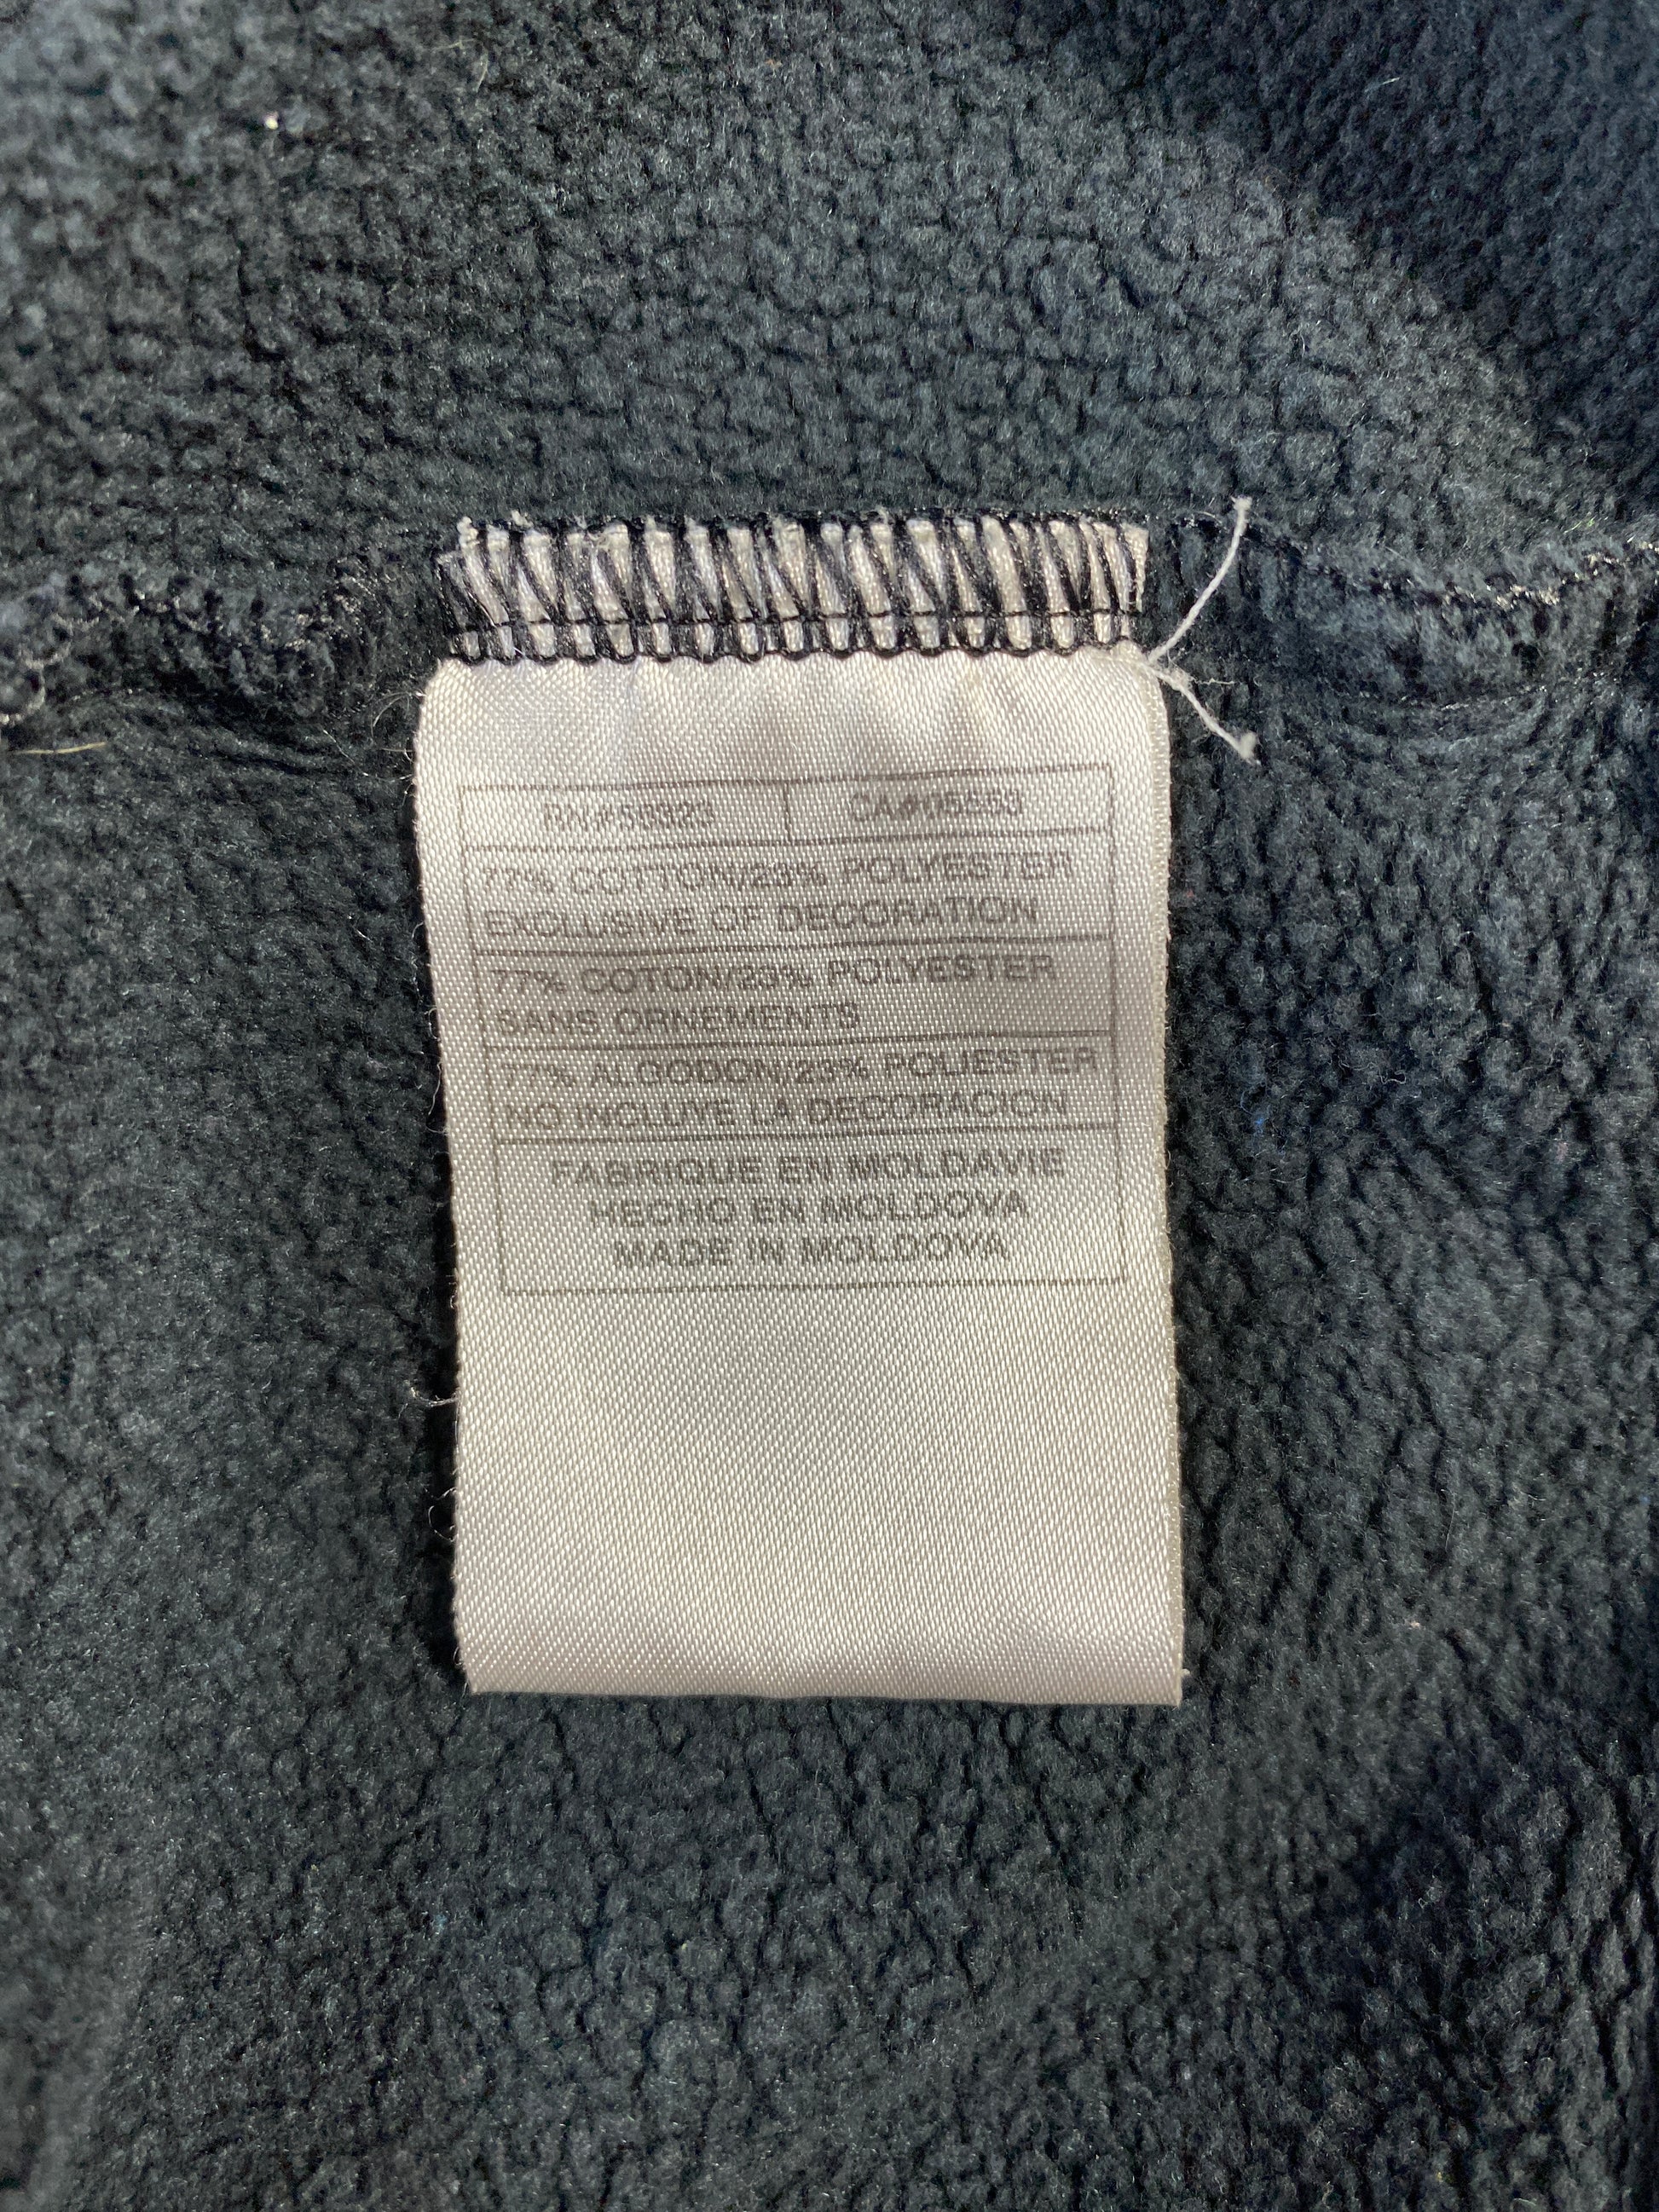 RN#56323 CA#05553
77% COTTON/23% POLYESTER
EXCLUSIVE OF DECORATION
77% COTON/23% POLYESTER
SANS ORNEMENTS
77% ALGODON/23% POLIESTER
NO INCLUYE LA DECORACION
FABRIQUE EN MOLDAVIE
HECHO EN MOLDOVA
MADE IN MOLDOVA